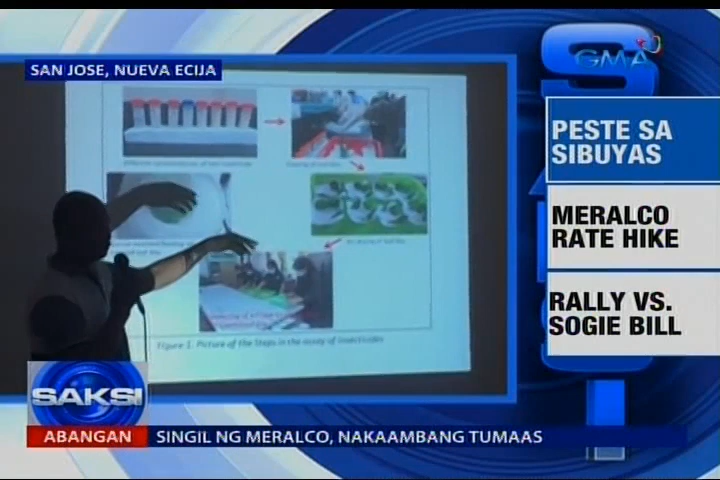 SAN JOSE, NUEVA ECIJA
GMA
PESTE SA
SIBUYAS
MERALCO
RATE HIKE
RALLY VS.
SOGIE BILL
Figure 1. Picture of the Steps in the assay of insecticides
SAKSI
ABANGAN
SINGIL NG MERALCO, NAKAAMBANG TUMAAS